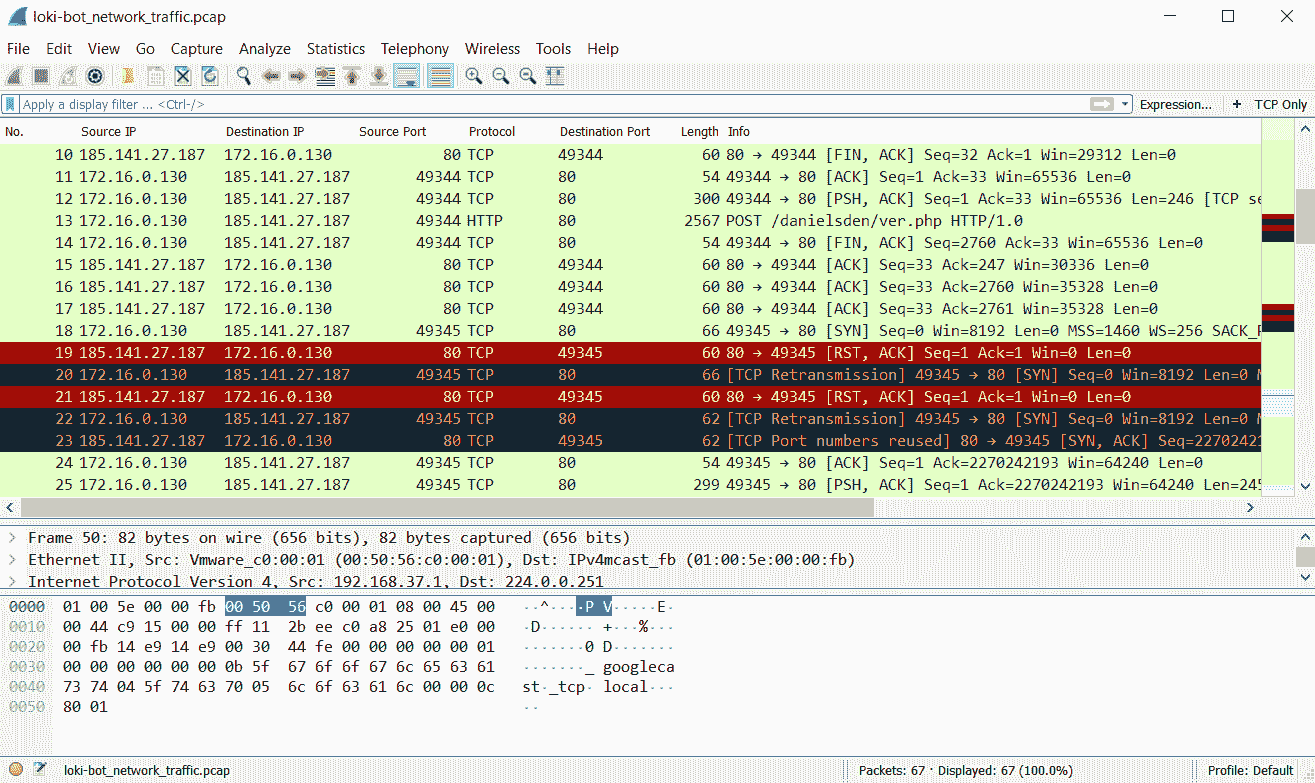 loki-bot_network_traffic.pcap
File Edit View Go Capture Analyze Statistics Telephony Wireless Tools Help
Apply a display filter ... <Ctrl-/> Expression... + TCP Only
No. Source IP Destination IP Source Port Protocol Destination Port Length Info
10 185.141.27.187 172.16.0.130 80 TCP 49344 60 80 → 49344 [FIN, ACK] Seq=32 Ack=1 Win=29312 Len=0
11 172.16.0.130 185.141.27.187 49344 TCP 80 54 49344 → 80 [ACK] Seq=1 Ack=33 Win=65536 Len=0
12 172.16.0.130 185.141.27.187 49344 TCP 80 300 49344 → 80 [PSH, ACK] Seq=1 Ack=33 Win=65536 Len=246 [TCP se
13 172.16.0.130 185.141.27.187 49344 HTTP 80 2567 POST /danielsden/ver.php HTTP/1.0
14 172.16.0.130 185.141.27.187 49344 TCP 80 54 49344 → 80 [FIN, ACK] Seq=2760 Ack=33 Win=65536 Len=0
15 185.141.27.187 172.16.0.130 80 TCP 49344 60 80 → 49344 [ACK] Seq=33 Ack=247 Win=30336 Len=0
16 185.141.27.187 172.16.0.130 80 TCP 49344 60 80 → 49344 [ACK] Seq=33 Ack=2760 Win=35328 Len=0
17 185.141.27.187 172.16.0.130 80 TCP 49344 60 80 → 49344 [ACK] Seq=33 Ack=2761 Win=35328 Len=0
18 172.16.0.130 185.141.27.187 49345 TCP 80 66 49345 → 80 [SYN] Seq=0 Win=8192 Len=0 MSS=1460 WS=256 SACK_
19 185.141.27.187 172.16.0.130 80 TCP 49345 60 80 → 49345 [RST, ACK] Seq=1 Ack=1 Win=0 Len=0
20 172.16.0.130 185.141.27.187 49345 TCP 80 66 [TCP Retransmission] 49345 → 80 [SYN] Seq=0 Win=8192 Len=0
21 185.141.27.187 172.16.0.130 80 TCP 49345 60 80 → 49345 [RST, ACK] Seq=1 Ack=1 Win=0 Len=0
22 172.16.0.130 185.141.27.187 49345 TCP 80 62 [TCP Retransmission] 49345 → 80 [SYN] Seq=0 Win=8192 Len=0
23 185.141.27.187 172.16.0.130 80 TCP 49345 62 [TCP Port numbers reused] 80 → 49345 [SYN, ACK] Seq=2270242
24 172.16.0.130 185.141.27.187 49345 TCP 80 54 49345 → 80 [ACK] Seq=1 Ack=2270242193 Win=64240 Len=0
25 172.16.0.130 185.141.27.187 49345 TCP 80 299 49345 → 80 [PSH, ACK] Seq=1 Ack=2270242193 Win=64240 Len=245
Frame 50: 82 bytes on wire (656 bits), 82 bytes captured (656 bits)
Ethernet II, Src: Vmware_c0:00:01 (00:50:56:c0:00:01), Dst: IPv4mcast_fb (01:00:5e:00:00:fb)
Internet Protocol Version 4, Src: 192.168.37.1, Dst: 224.0.0.251
0000 01 00 5e 00 00 fb 00 50 56 c0 00 01 08 00 45 00 ··^····P V·····E·
0010 00 44 c9 15 00 00 ff 11 2b ee c0 a8 25 01 e0 00 ·D······ +···%···
0020 00 fb 14 e9 14 e9 00 30 44 fe 00 00 00 00 00 01 ·······0 D·······
0030 00 00 00 00 00 00 0b 5f 67 6f 6f 67 6c 65 63 61 ·······_ googleca
0040 73 74 04 5f 74 63 70 05 6c 6f 63 61 6c 00 00 0c st·_tcp· local···
0050 80 01 ··
loki-bot_network_traffic.pcap Packets: 67 · Displayed: 67 (100.0%) Profile: Default